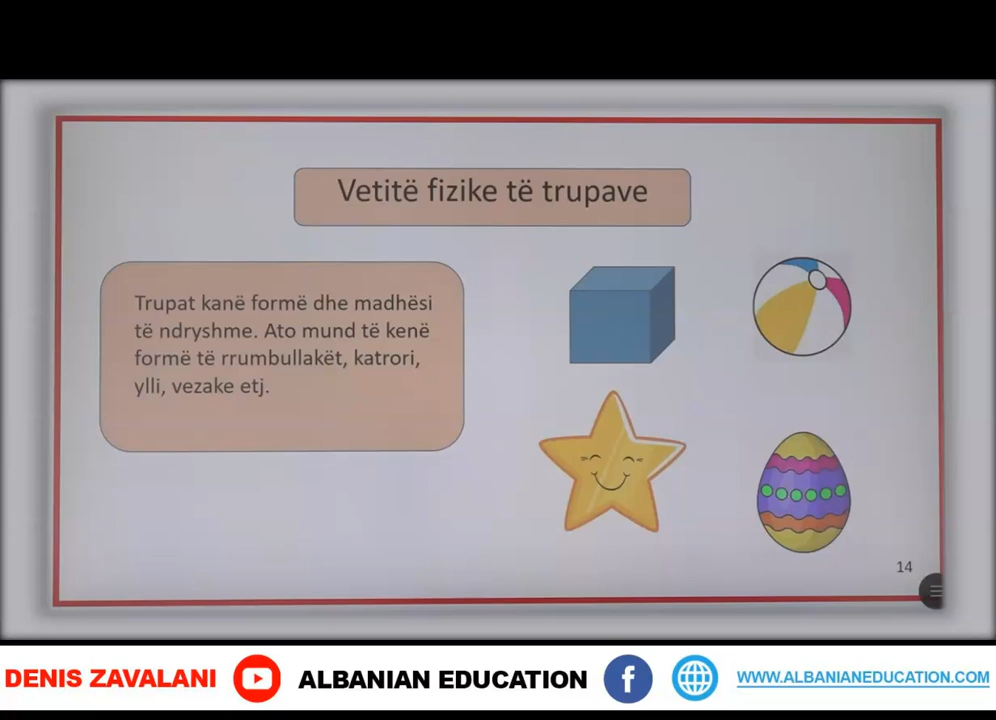 Vetitë fizike të trupave
Trupat kanë formë dhe madhësi
të ndryshme. Ato mund të kenë
formë të rrumbullakët, katrori,
ylli, vezake etj.
14
DENIS ZAVALANI
ALBANIAN EDUCATION
WWW.ALBANIANEDUCATION.COM